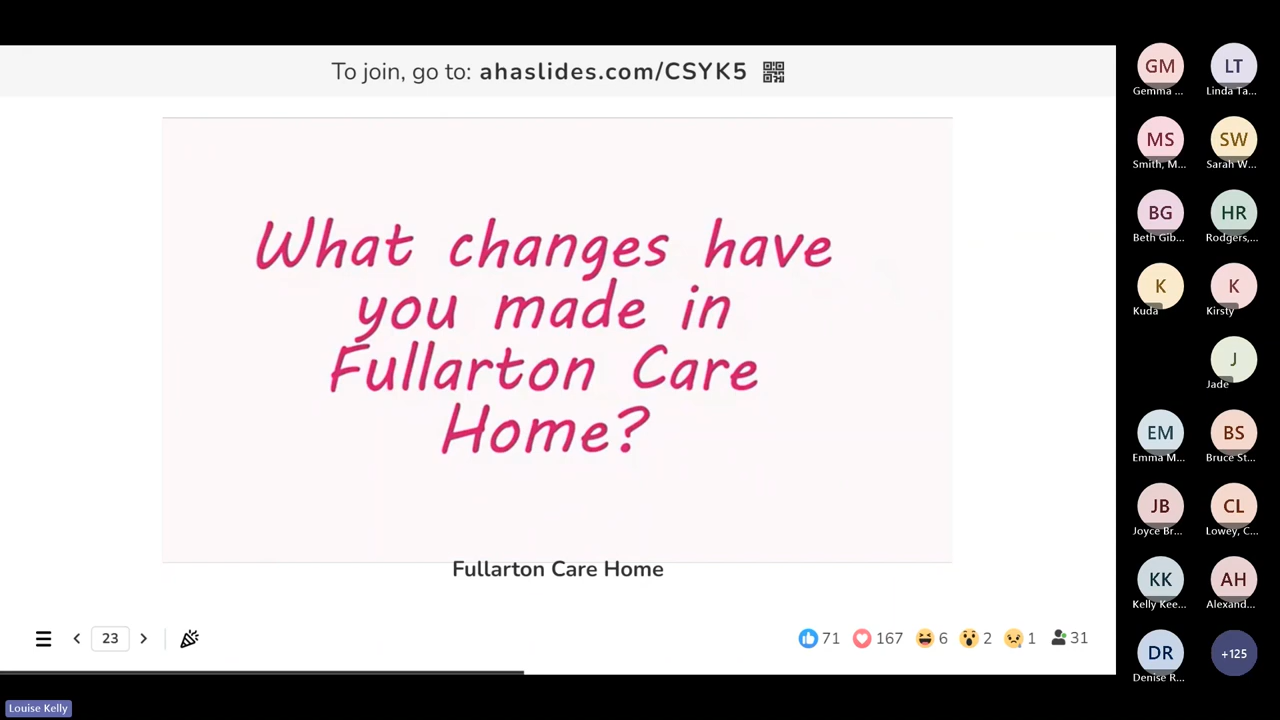 To join, go to: ahaslides.com/CSYK5
What changes have
you made in
Fullarton Care
Home?
Fullarton Care Home
23
71 167 6 2 1 31
GM LT
Gemma ... Linda Ta...
MS SW
Smith, M... Sarah W...
BG HR
Beth Gib... Rodgers,...
K K
Kuda Kirsty
J
Jade
EM BS
Emma M... Bruce St...
JB CL
Joyce Br... Lowey, C...
KK AH
Kelly Kee... Alexand...
DR +125
Denise R...
Louise Kelly